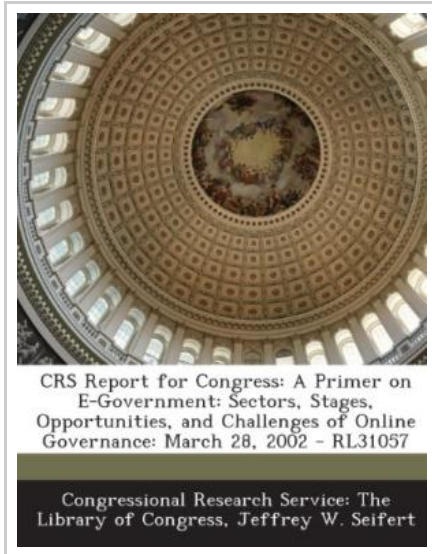 CRS Report for Congress: A Primer on
E-Government: Sectors, Stages,
Opportunities, and Challenges of Online
Governance: March 28, 2002 - RL31057
Congressional Research Service: The
Library of Congress, Jeffrey W. Seifert